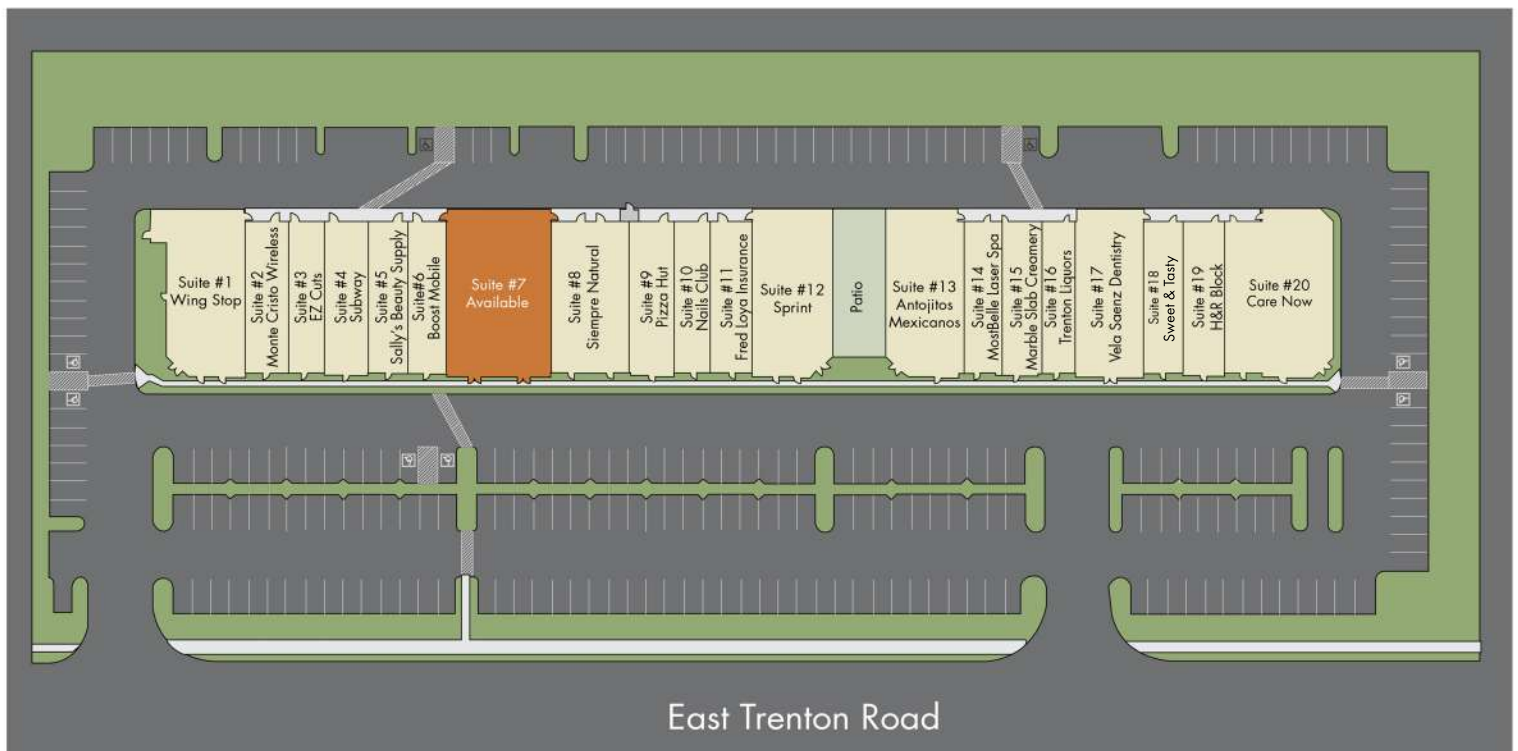 Suite #1
Wing Stop
Suite #2
Monte Cristo Wireless
Suite #3
EZ Cuts
Suite #4
Subway
Suite #5
Sally's Beauty Supply
Suite#6
Boost Mobile
Suite #7
Available
Suite #8
Siempre Natural
Suite #9
Pizza Hut
Suite #10
Nails Club
Suite #11
Fred Loya Insurance
Suite #12
Sprint
Patio
Suite #13
Antojitos
Mexicanos
Suite #14
MostBelle Laser Spa
Suite #15
Marble Slab Creamery
Suite #16
Trenton Liquors
Suite #17
Vela Saenz Dentistry
Suite #18
Sweet & Tasty
Suite #19
H&R Block
Suite #20
Care Now
East Trenton Road